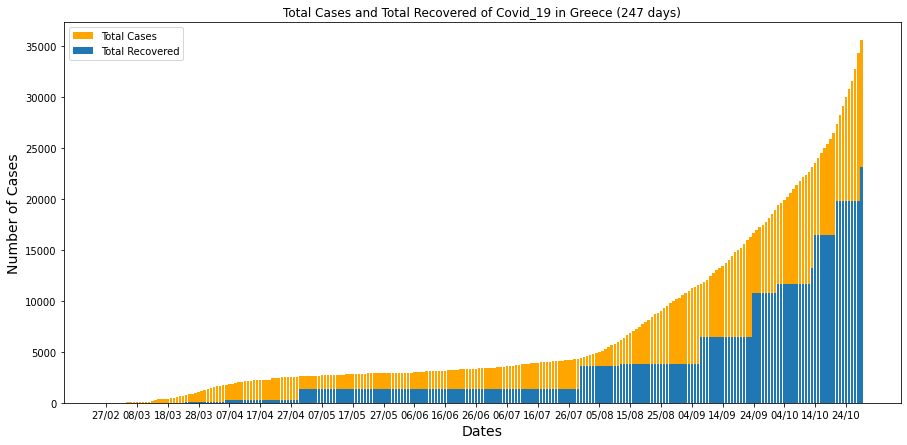 Total Cases and Total Recovered of Covid_19 in Greece (247 days)
Total Cases
Total Recovered
35000
30000
25000
20000
15000
10000
5000
0
Number of Cases
27/02 08/03 18/03 28/03 07/04 17/04 27/04 07/05 17/05 27/05 06/06 16/06 26/06 06/07 16/07 26/07 05/08 15/08 25/08 04/09 14/09 24/09 04/10 14/10 24/10
Dates